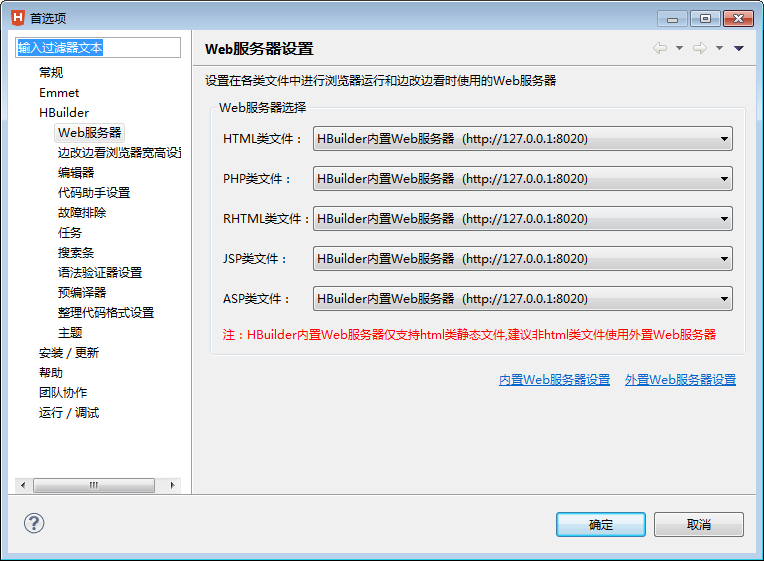 首选项
输入过滤器文本
常规
Emmet
HBuilder
Web服务器
边改边看浏览器宽高设
编辑器
代码助手设置
故障排除
任务
搜索条
语法验证器设置
预编译器
整理代码格式设置
主题
安装 / 更新
帮助
团队协作
运行 / 调试
Web服务器设置
设置在各类文件中进行浏览器运行和边改边看时使用的Web服务器
Web服务器选择
HTML类文件： HBuilder内置Web服务器 (http://127.0.0.1:8020)
PHP类文件： HBuilder内置Web服务器 (http://127.0.0.1:8020)
RHTML类文件： HBuilder内置Web服务器 (http://127.0.0.1:8020)
JSP类文件： HBuilder内置Web服务器 (http://127.0.0.1:8020)
ASP类文件： HBuilder内置Web服务器 (http://127.0.0.1:8020)
注：HBuilder内置Web服务器仅支持html类静态文件,建议非html类文件使用外置Web服务器
内置Web服务器设置 外置Web服务器设置
确定 取消